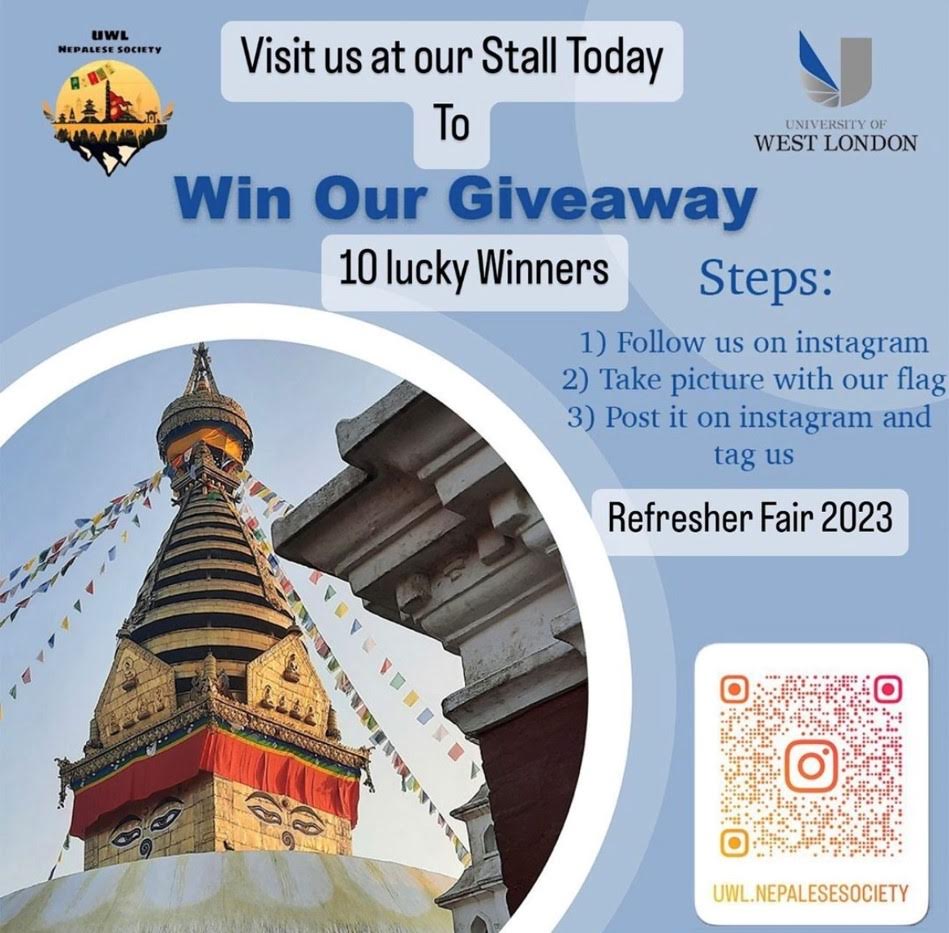 UWL
NEPALESE SOCIETY
Visit us at our Stall Today
To
Win Our Giveaway
10 lucky Winners
UNIVERSITY OF
WEST LONDON
Steps:
1) Follow us on instagram
2) Take picture with our flag
3) Post it on instagram and
tag us
Refresher Fair 2023
UWL.NEPALESESOCIETY